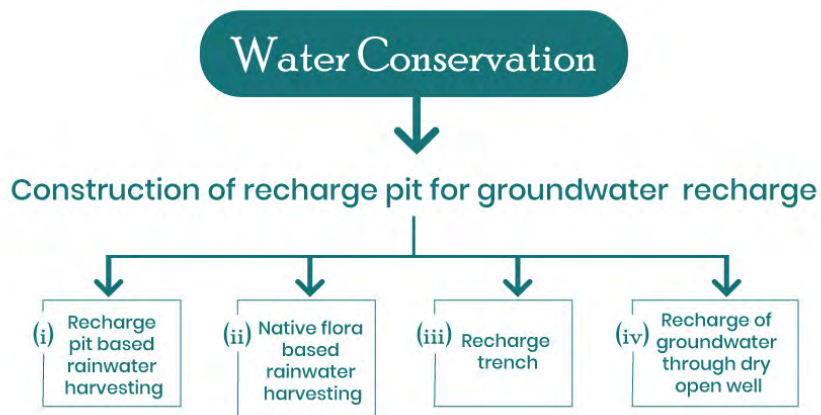 Water Conservation
Construction of recharge pit for groundwater recharge
(i) Recharge
pit based
rainwater
harvesting
(ii) Native flora
based
rainwater
harvesting
(iii) Recharge
trench
(iv) Recharge of
groundwater
through dry
open well